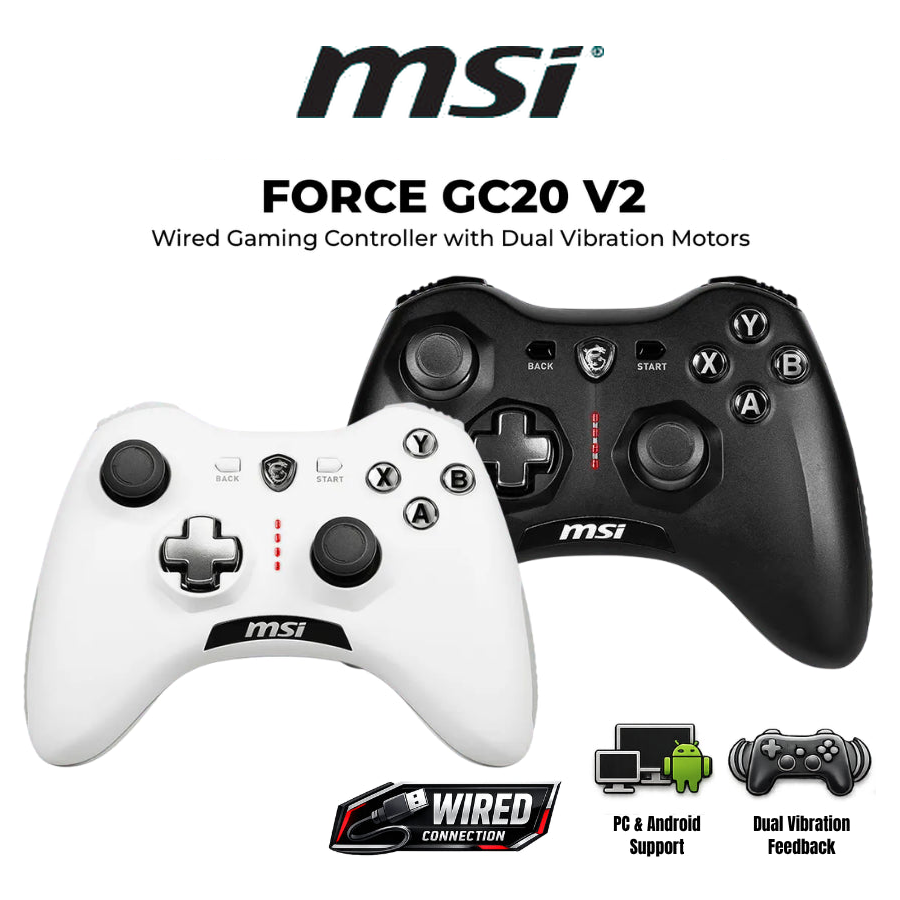 msi®
FORCE GC20 V2
Wired Gaming Controller with Dual Vibration Motors
BACK
START
Y
X
B
A
msi
BACK
START
Y
X
B
A
msi
WIRED
CONNECTION
PC & Android
Support
Dual Vibration
Feedback